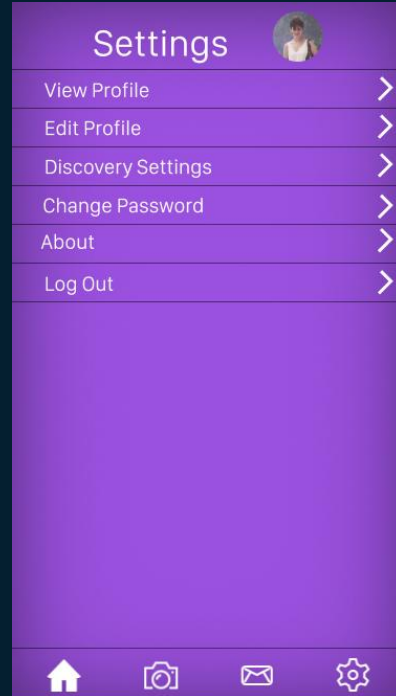 Settings
View Profile
Edit Profile
Discovery Settings
Change Password
About
Log Out